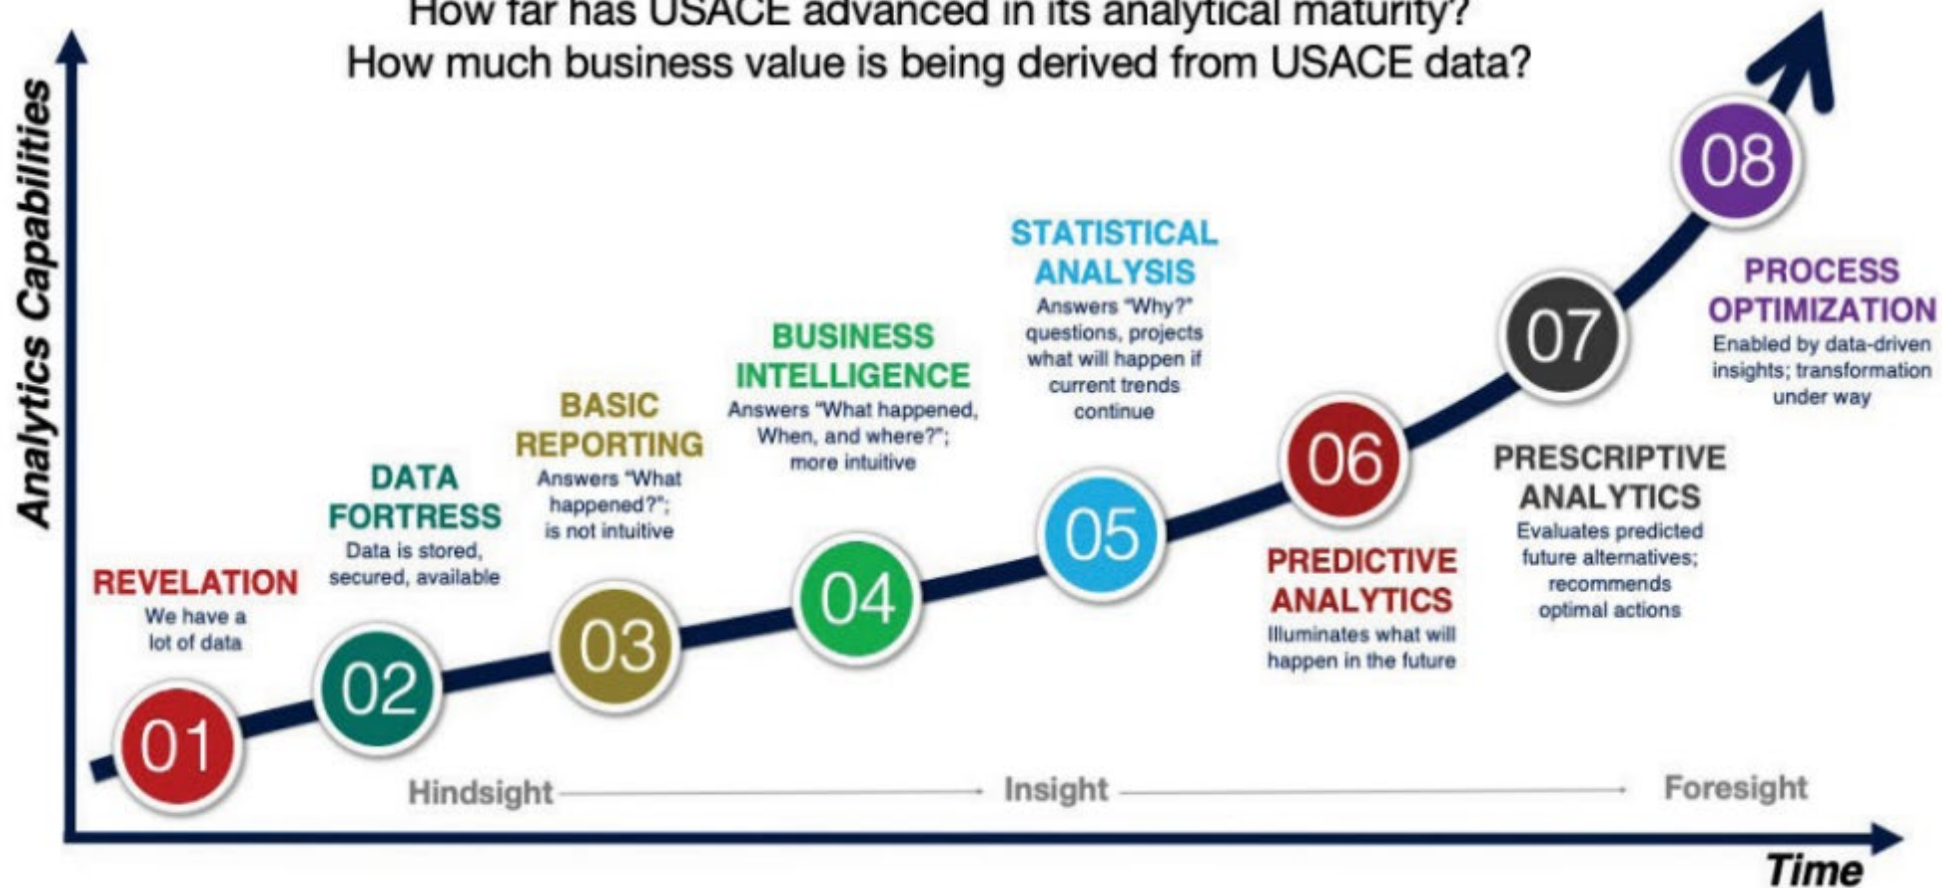 How far has USACE advanced in its analytical maturity?
How much business value is being derived from USACE data?
Analytics Capabilities
01
REVELATION
We have a
lot of data
02
DATA
FORTRESS
Data is stored,
secured, available
03
BASIC
REPORTING
Answers “What
happened?”;
is not intuitive
04
BUSINESS
INTELLIGENCE
Answers “What happened,
When, and where?”;
more intuitive
05
STATISTICAL
ANALYSIS
Answers “Why?”
questions, projects
what will happen if
current trends
continue
06
PREDICTIVE
ANALYTICS
Illuminates what will
happen in the future
07
PRESCRIPTIVE
ANALYTICS
Evaluates predicted
future alternatives;
recommends
optimal actions
08
PROCESS
OPTIMIZATION
Enabled by data-driven
insights; transformation
under way
Hindsight
Insight
Foresight
Time